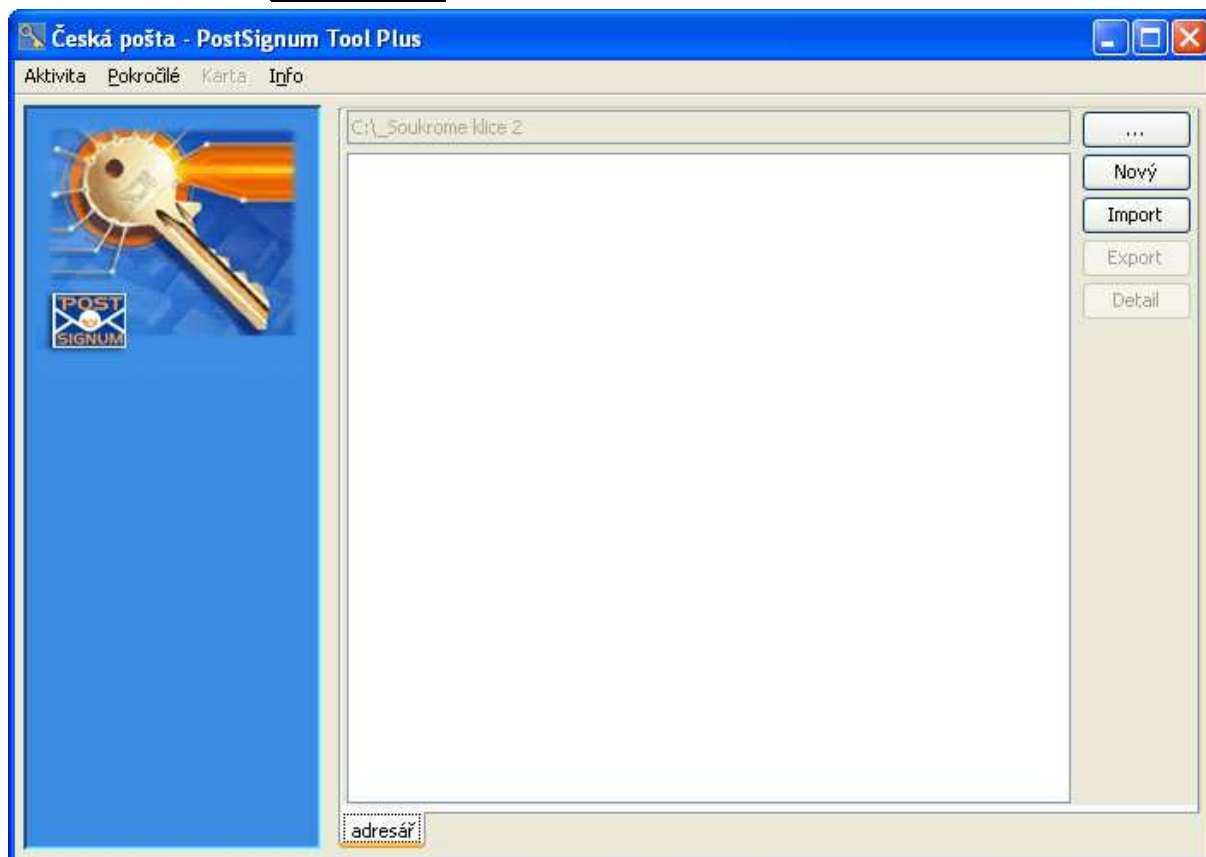 Česká pošta - PostSignum Tool Plus
Aktivita Pokročilé Karta Info
C:\_Soukrome klice 2
...
Nový
Import
Export
Detail
POST
SIGNUM
adresář